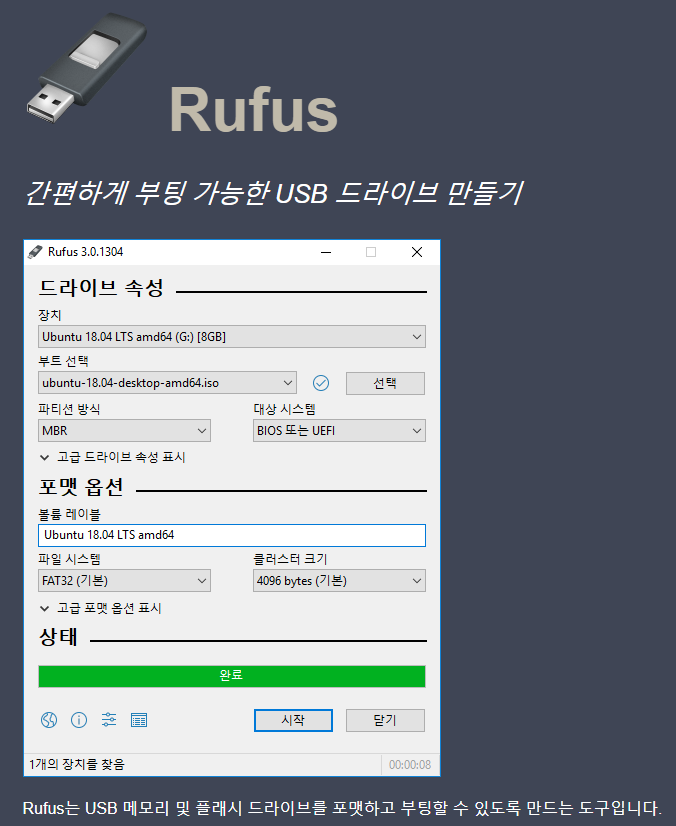 Rufus
간편하게 부팅 가능한 USB 드라이브 만들기
Rufus 3.0.1304
드라이브 속성
장치
Ubuntu 18.04 LTS amd64 (G:) [8GB]
부트 선택
ubuntu-18.04-desktop-amd64.iso 선택
파티션 방식 대상 시스템
MBR BIOS 또는 UEFI
고급 드라이브 속성 표시
포맷 옵션
볼륨 레이블
Ubuntu 18.04 LTS amd64
파일 시스템 클러스터 크기
FAT32 (기본) 4096 bytes (기본)
고급 포맷 옵션 표시
상태
완료
시작 닫기
1개의 장치를 찾음 00:00:08
Rufus는 USB 메모리 및 플래시 드라이브를 포맷하고 부팅할 수 있도록 만드는 도구입니다.